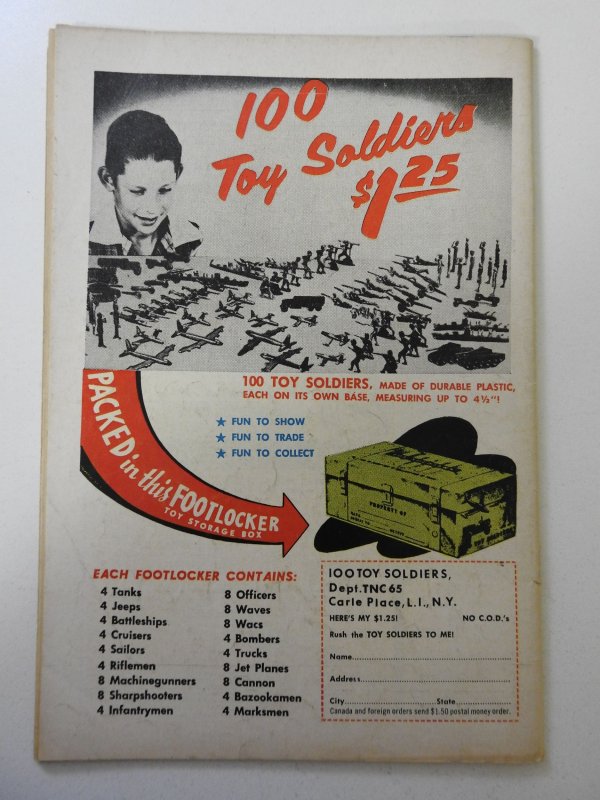 100
Toy Soldiers
$1.25
100 TOY SOLDIERS, MADE OF DURABLE PLASTIC,
EACH ON ITS OWN BASE, MEASURING UP TO 4½"!
★ FUN TO SHOW
★ FUN TO TRADE
★ FUN TO COLLECT
PACKED in this FOOTLOCKER
TOY STORAGE BOX
PROPERTY OF
EACH FOOTLOCKER CONTAINS:
4 Tanks
4 Jeeps
4 Battleships
4 Cruisers
4 Sailors
4 Riflemen
8 Machinegunners
8 Sharpshooters
4 Infantrymen
8 Officers
8 Waves
8 Wacs
4 Bombers
4 Trucks
8 Jet Planes
8 Cannon
4 Bazookamen
4 Marksmen
100 TOY SOLDIERS,
Dept. TNC65
Carle Place, L.I., N.Y.
HERE'S MY $1.25! NO C.O.D.'s
Rush the TOY SOLDIERS TO ME!
Name
Address
City State
Canada and foreign orders send $1.50 postal money order.